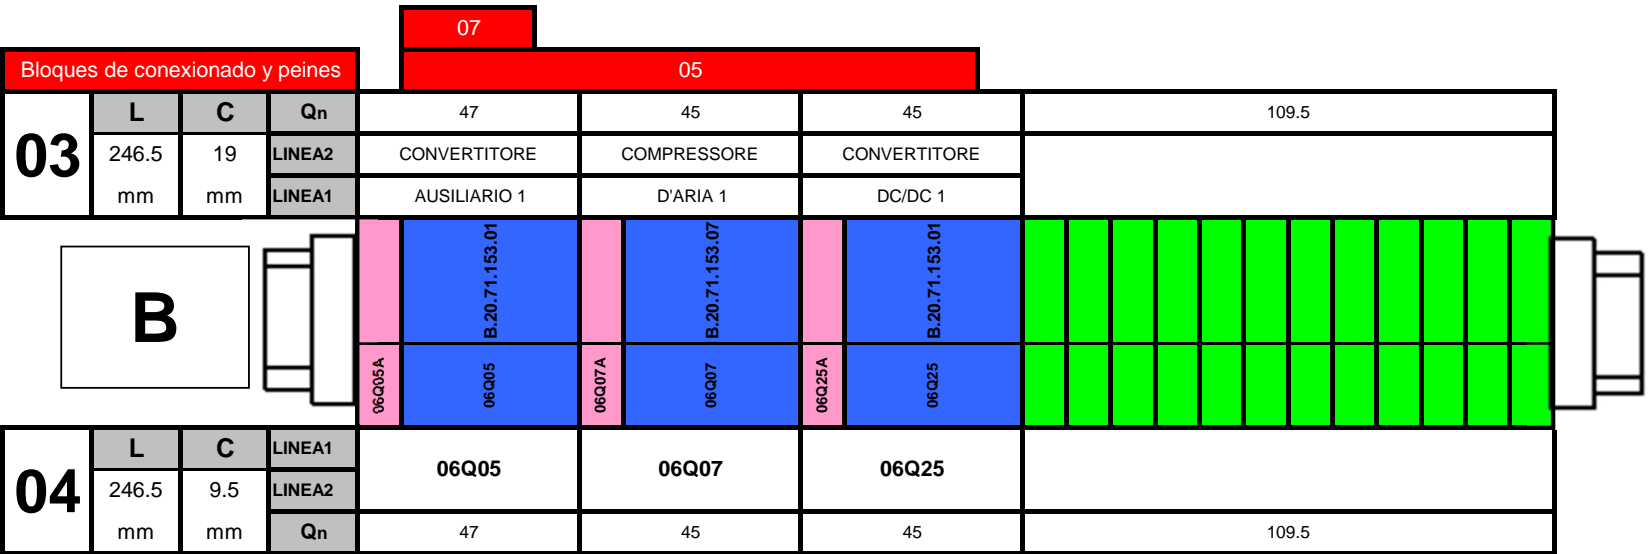 07
Bloques de conexionado y peines 05
03 L C Qn 47 45 45 109.5
246.5 19 LINEA2 CONVERTITORE COMPRESSORE CONVERTITORE
mm mm LINEA1 AUSILIARIO 1 D'ARIA 1 DC/DC 1
B
B.20.71.153.01 B.20.71.153.07 B.20.71.153.01
06Q05A 06Q05 06Q07A 06Q07 06Q25A 06Q25
04 L C LINEA1 06Q05 06Q07 06Q25
246.5 9.5 LINEA2
mm mm Qn 47 45 45 109.5